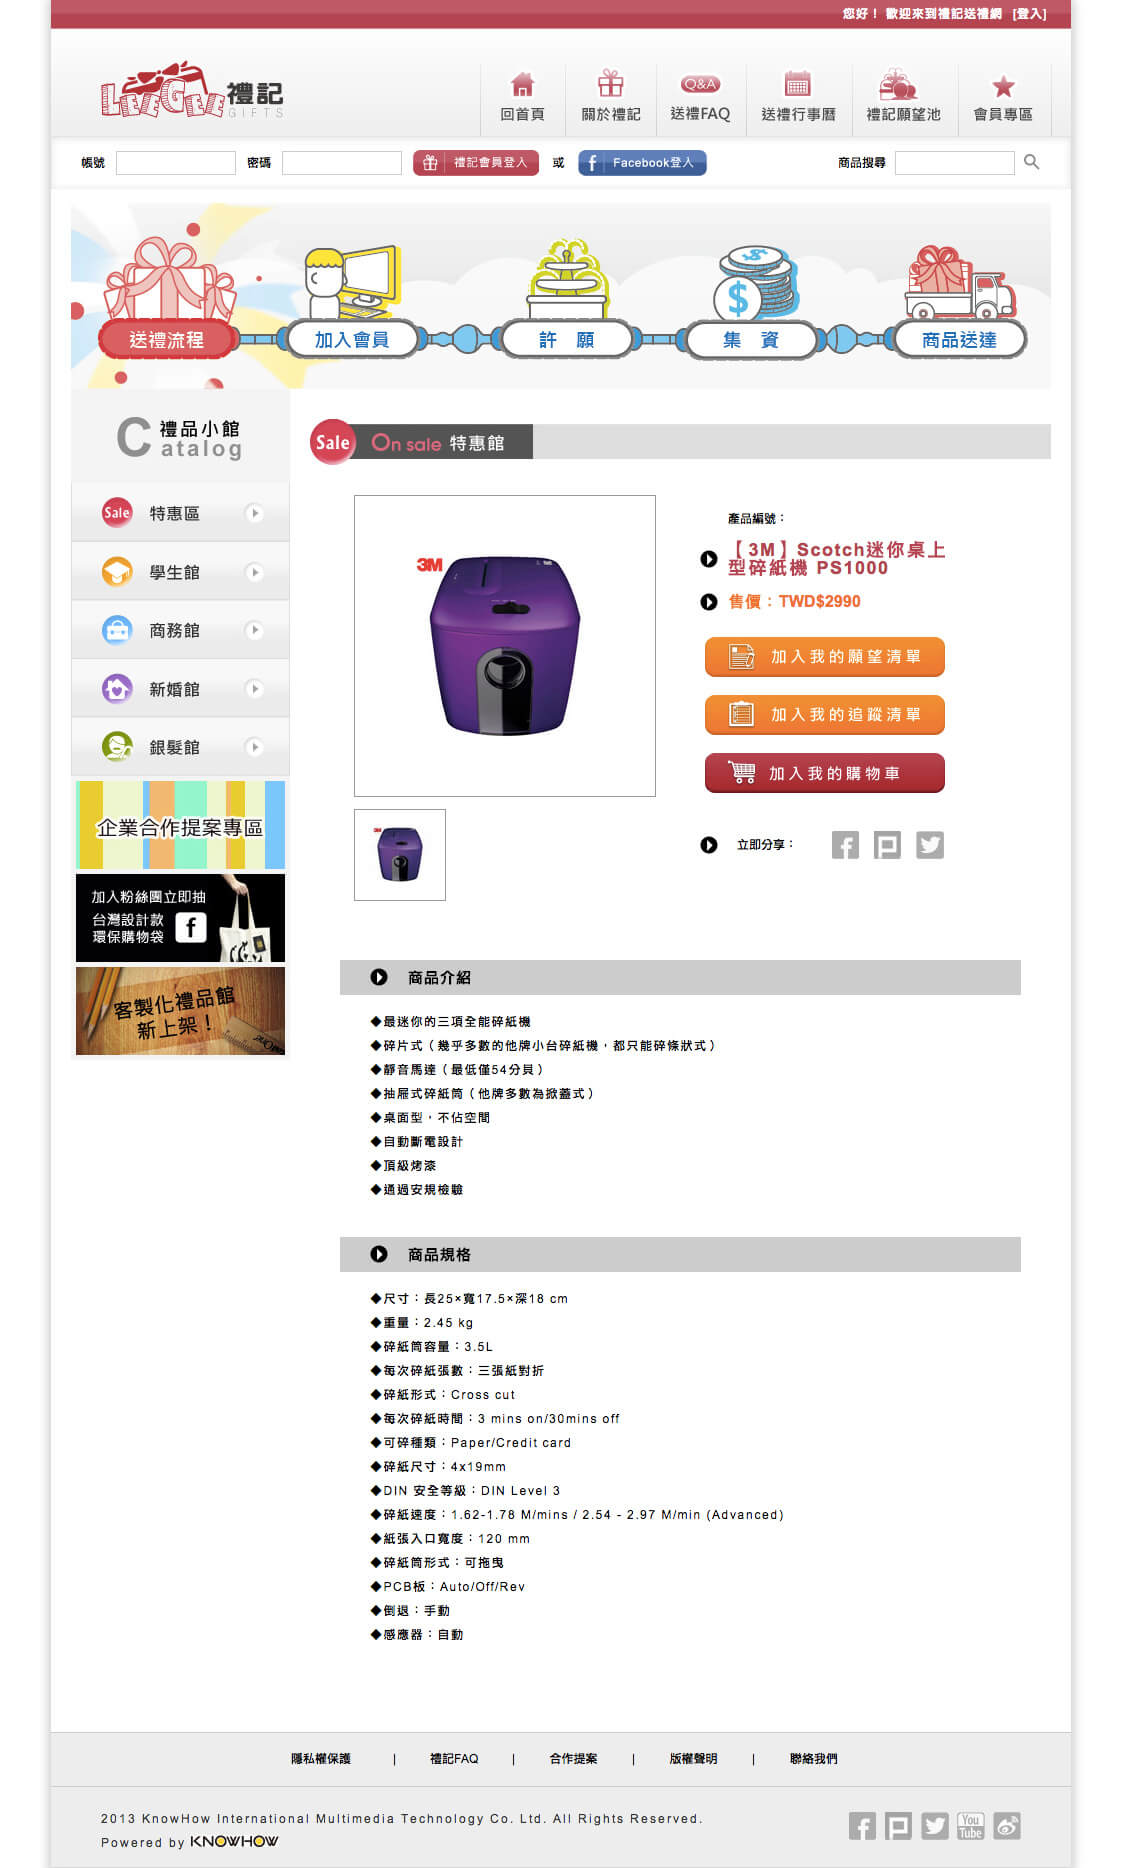 您好！ 歡迎來到禮記送禮網 [登入]
LEEGEE 禮記
GIFTS
回首頁
關於禮記
Q&A
送禮FAQ
送禮行事曆
禮記願望池
會員專區
帳號
密碼
禮記會員登入
或
f Facebook登入
商品搜尋
送禮流程
加入會員
許 願
集 資
商品送達
Catalog
禮品小館
Sale 特惠區
學生館
商務館
新婚館
銀髮館
企業合作提案專區
加入粉絲團立即抽
台灣設計款
環保購物袋
f
客製化禮品館
新上架！
Sale On sale 特惠館
3M
3M
產品編號：
【3M】Scotch迷你桌上
型碎紙機 PS1000
售價：TWD$2990
加入我的願望清單
加入我的追蹤清單
加入我的購物車
立即分享：
商品介紹
◆最迷你的三項全能碎紙機
◆碎片式（幾乎多數的他牌小台碎紙機，都只能碎條狀式）
◆靜音馬達（最低僅54分貝）
◆抽屜式碎紙筒（他牌多數為掀蓋式）
◆桌面型，不佔空間
◆自動斷電設計
◆頂級烤漆
◆通過安規檢驗
商品規格
◆尺寸：長25×寬17.5×深18 cm
◆重量：2.45 kg
◆碎紙筒容量：3.5L
◆每次碎紙張數：三張紙對折
◆碎紙形式：Cross cut
◆每次碎紙時間：3 mins on/30mins off
◆可碎種類：Paper/Credit card
◆碎紙尺寸：4x19mm
◆DIN 安全等級：DIN Level 3
◆碎紙速度：1.62-1.78 M/mins / 2.54 - 2.97 M/min (Advanced)
◆紙張入口寬度：120 mm
◆碎紙筒形式：可拖曳
◆PCB板：Auto/Off/Rev
◆倒退：手動
◆感應器：自動
隱私權保護 | 禮記FAQ | 合作提案 | 版權聲明 | 聯絡我們
2013 KnowHow International Multimedia Technology Co. Ltd. All Rights Reserved.
Powered by KNOWHOW
You
Tube